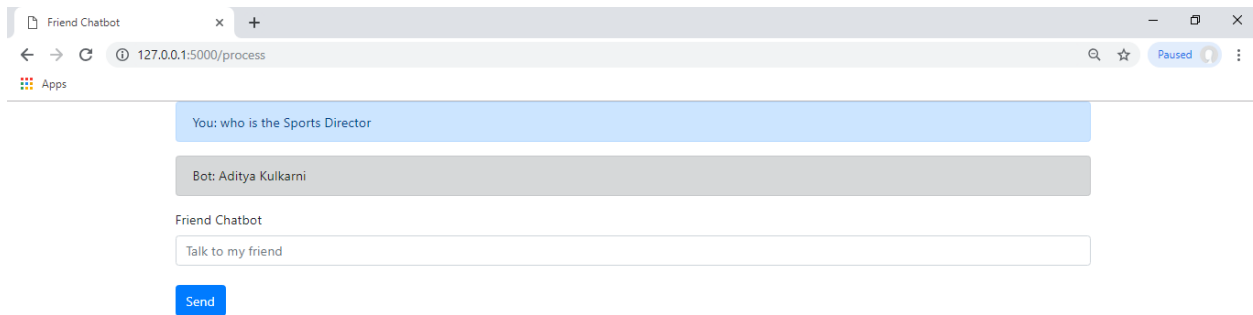 Friend Chatbot
127.0.0.1:5000/process
Paused
Apps
You: who is the Sports Director
Bot: Aditya Kulkarni
Friend Chatbot
Talk to my friend
Send